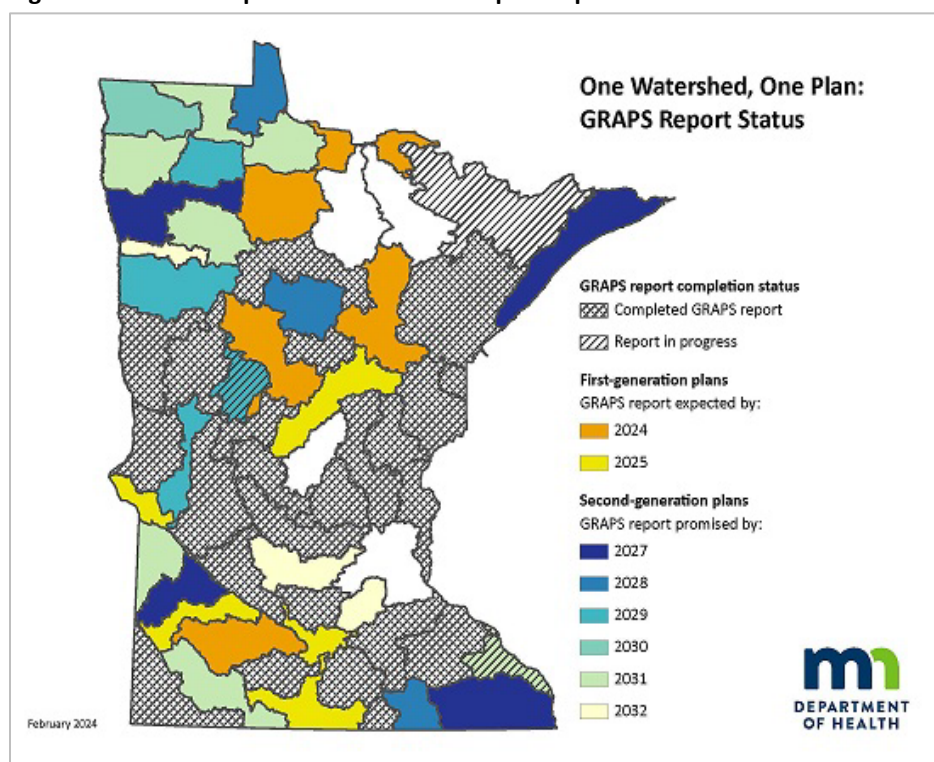 One Watershed, One Plan:
GRAPS Report Status
GRAPS report completion status
Completed GRAPS report
Report in progress
First-generation plans
GRAPS report expected by:
2024
2025
Second-generation plans
GRAPS report promised by:
2027
2028
2029
2030
2031
2032
February 2024
mn
DEPARTMENT
OF HEALTH